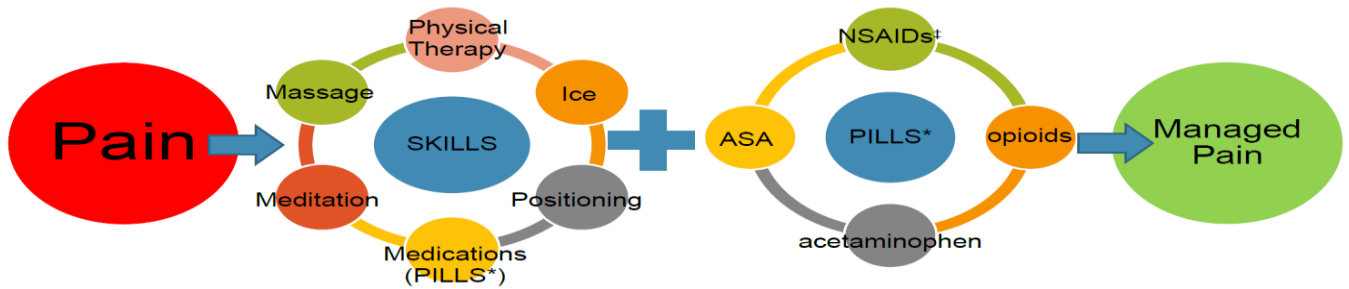 Pain
Physical
Therapy
Massage
Ice
SKILLS
Meditation
Positioning
Medications
(PILLS*)
NSAIDs‡
ASA
PILLS*
opioids
acetaminophen
Managed
Pain